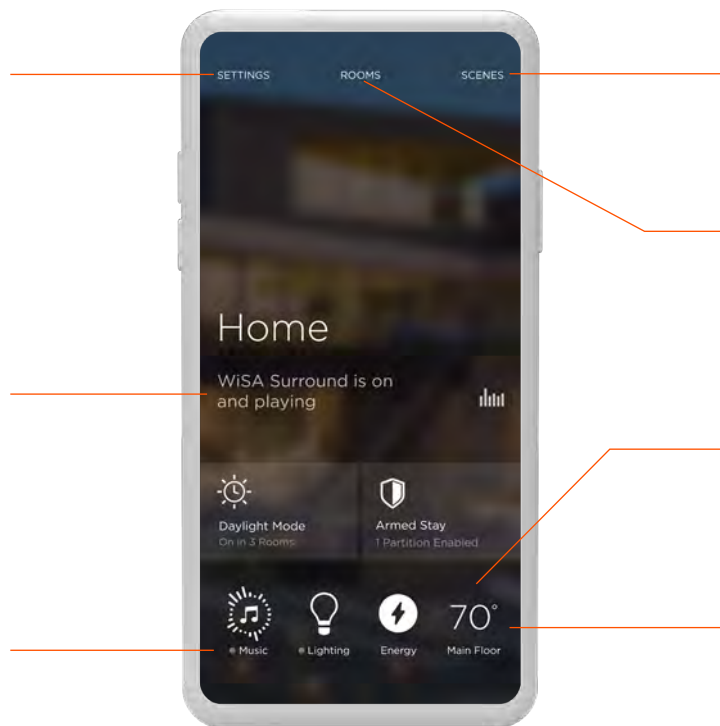 SETTINGS ROOMS SCENES
Home
WiSA Surround is on
and playing
Daylight Mode
On in 3 Rooms
Armed Stay
1 Partition Enabled
Music
Lighting
Energy
70°
Main Floor